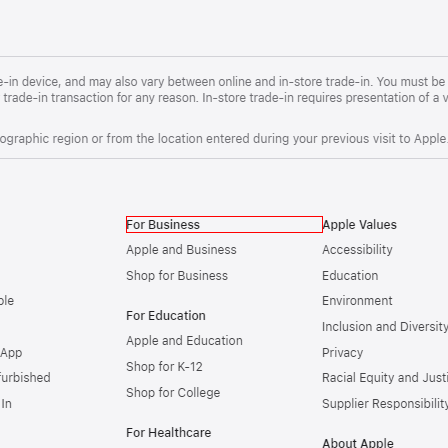 e-in device, and may also vary between online and in-store trade-in. You must be
trade-in transaction for any reason. In-store trade-in requires presentation of a v
ographic region or from the location entered during your previous visit to Apple.
For Business
Apple and Business
Shop for Business
For Education
Apple and Education
Shop for K-12
Shop for College
For Healthcare
Apple Values
Accessibility
Education
Environment
Inclusion and Diversity
Privacy
Racial Equity and Justi
Supplier Responsibility
About Apple
ple
App
urbished
In